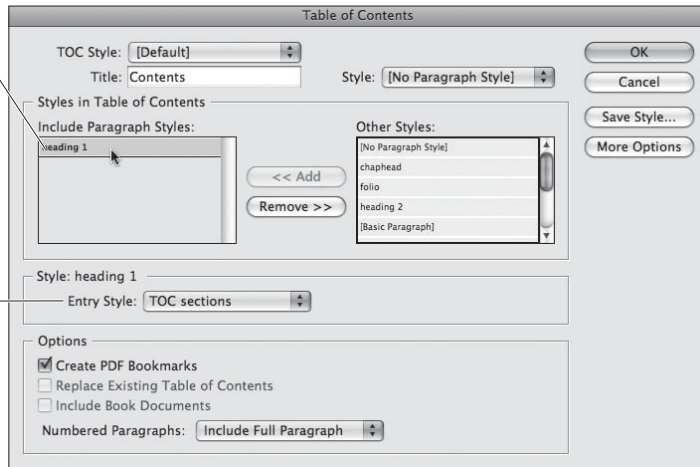 Table of Contents
TOC Style: [Default]
OK
Title: Contents
Style: [No Paragraph Style]
Cancel
Styles in Table of Contents
Save Style...
Include Paragraph Styles:
Other Styles:
More Options
heading 1
[No Paragraph Style]
chaphead
<< Add
folio
Remove >>
heading 2
[Basic Paragraph]
Style: heading 1
Entry Style: TOC sections
Options
Create PDF Bookmarks
Replace Existing Table of Contents
Include Book Documents
Numbered Paragraphs: Include Full Paragraph